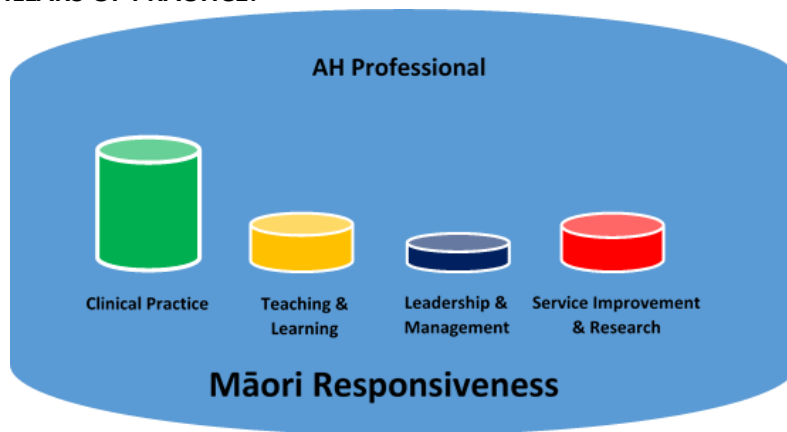 AH Professional
Clinical Practice
Teaching &
Learning
Leadership &
Management
Service Improvement
& Research
Māori Responsiveness